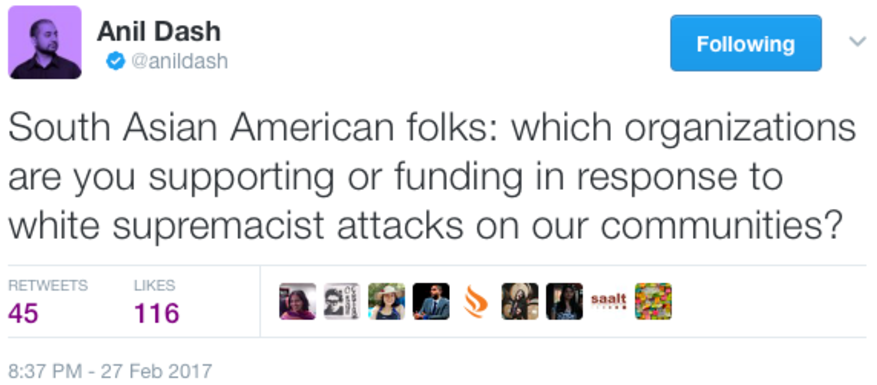 Anil Dash
@anildash
Following
South Asian American folks: which organizations
are you supporting or funding in response to
white supremacist attacks on our communities?
RETWEETS LIKES
45 116
saalt
8:37 PM - 27 Feb 2017